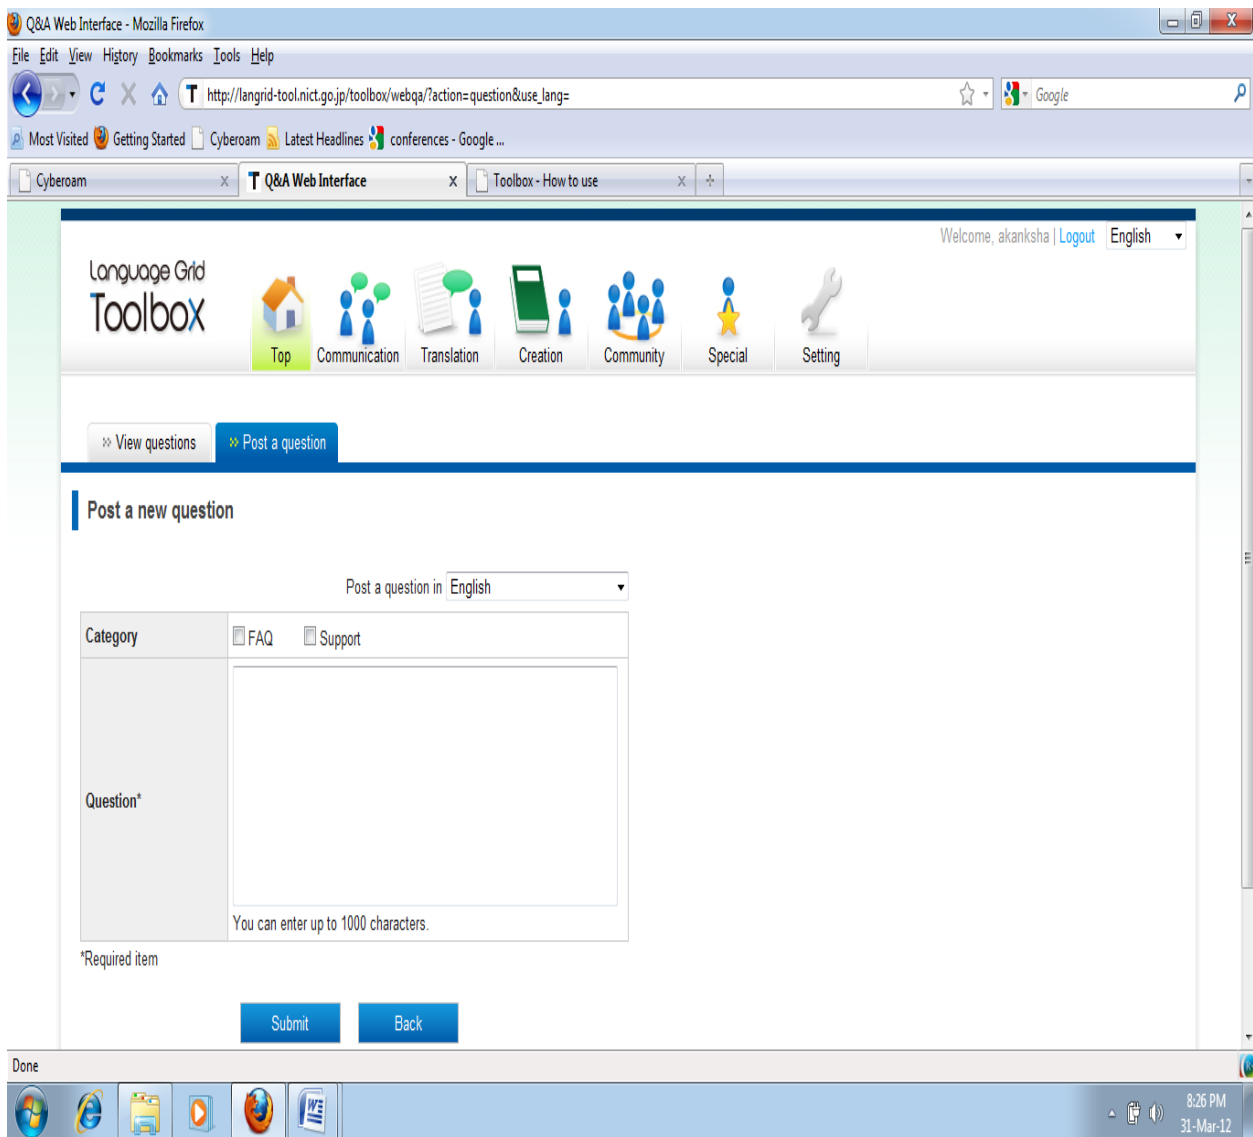 Q&A Web Interface - Mozilla Firefox
File Edit View History Bookmarks Tools Help
T http://langrid-tool.nict.go.jp/toolbox/webqa/?action=question&use_lang= Google
Most Visited Getting Started Cyberoam Latest Headlines conferences - Google ...
Cyberoam x T Q&A Web Interface x Toolbox - How to use x
Welcome, akanksha | Logout English
Language Grid
Toolbox
Top Communication Translation Creation Community Special Setting
» View questions » Post a question
Post a new question
Post a question in English
Category FAQ Support
Question*
You can enter up to 1000 characters.
*Required item
Submit Back
Done
8:26 PM
31-Mar-12